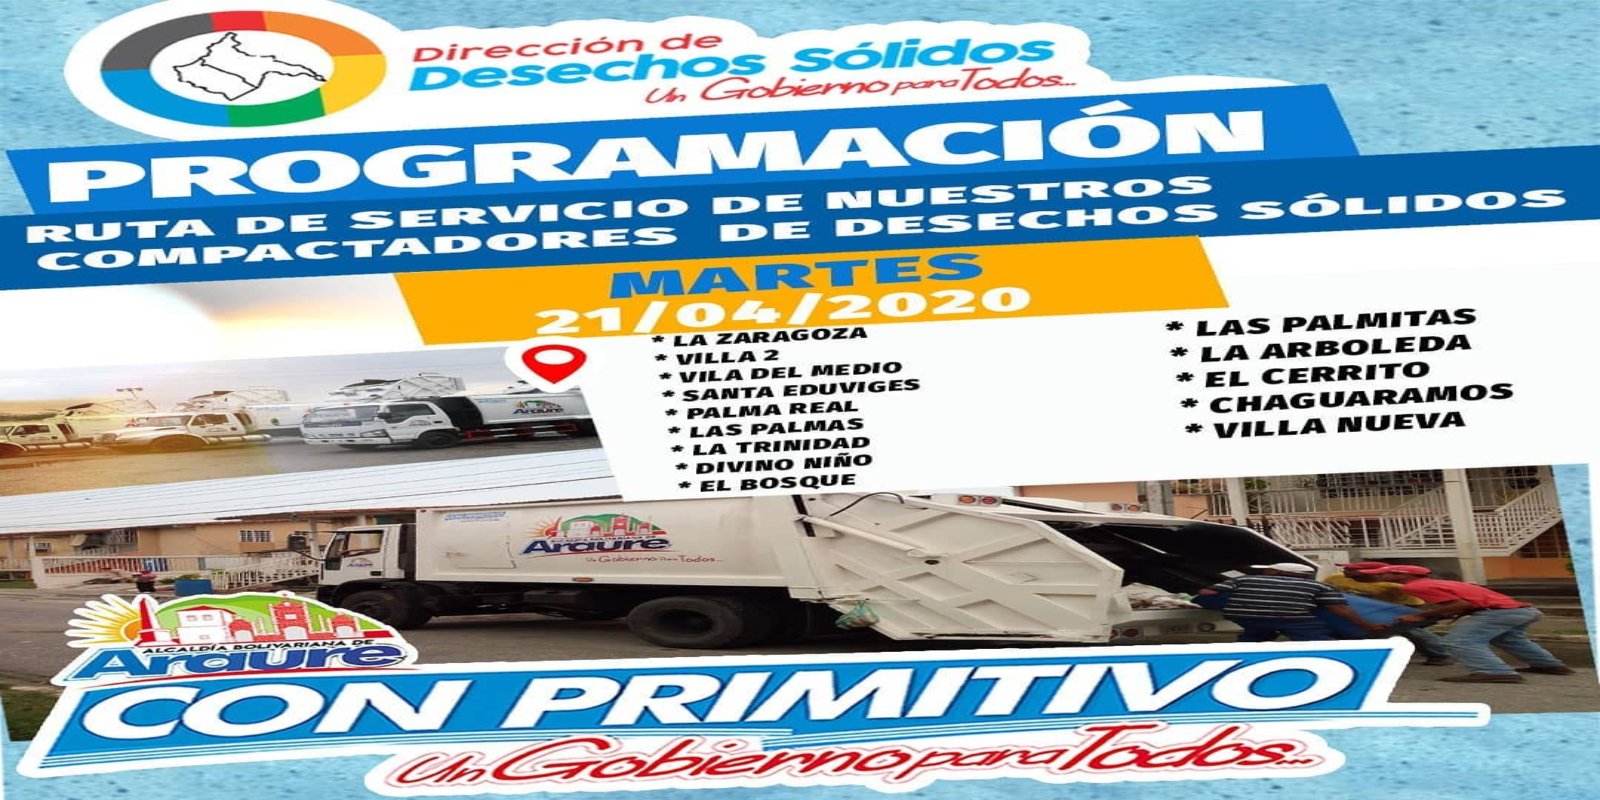 Dirección de
Desechos Sólidos
Un Gobierno para Todos...
PROGRAMACIÓN
RUTA DE SERVICIO DE NUESTROS
COMPACTADORES DE DESECHOS SÓLIDOS
MARTES
21/04/2020
* LA ZARAGOZA
* VILLA 2
* VILA DEL MEDIO
* SANTA EDUVIGES
* PALMA REAL
* LAS PALMAS
* LA TRINIDAD
* DIVINO NIÑO
* EL BOSQUE
* LAS PALMITAS
* LA ARBOLEDA
* EL CERRITO
* CHAGUARAMOS
* VILLA NUEVA
Araure
CON PRIMITIVO
Araure
Un Gobierno Para Todos...
ALCALDÍA BOLIVARIANA DE
Araure
CON PRIMITIVO
Un Gobierno para Todos...